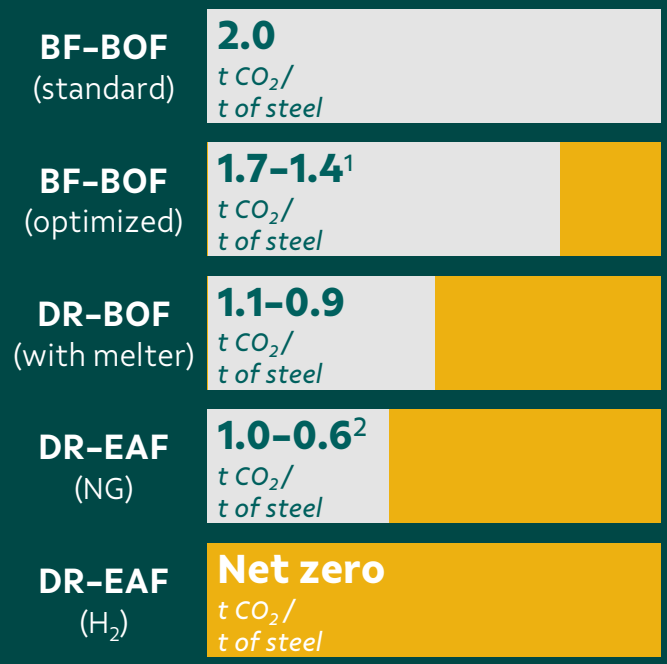 BF–BOF
(standard)
2.0
t CO₂/
t of steel
BF–BOF
(optimized)
1.7–1.4¹
t CO₂/
t of steel
DR–BOF
(with melter)
1.1–0.9
t CO₂/
t of steel
DR–EAF
(NG)
1.0–0.6²
t CO₂/
t of steel
DR–EAF
(H₂)
Net zero
t CO₂/
t of steel